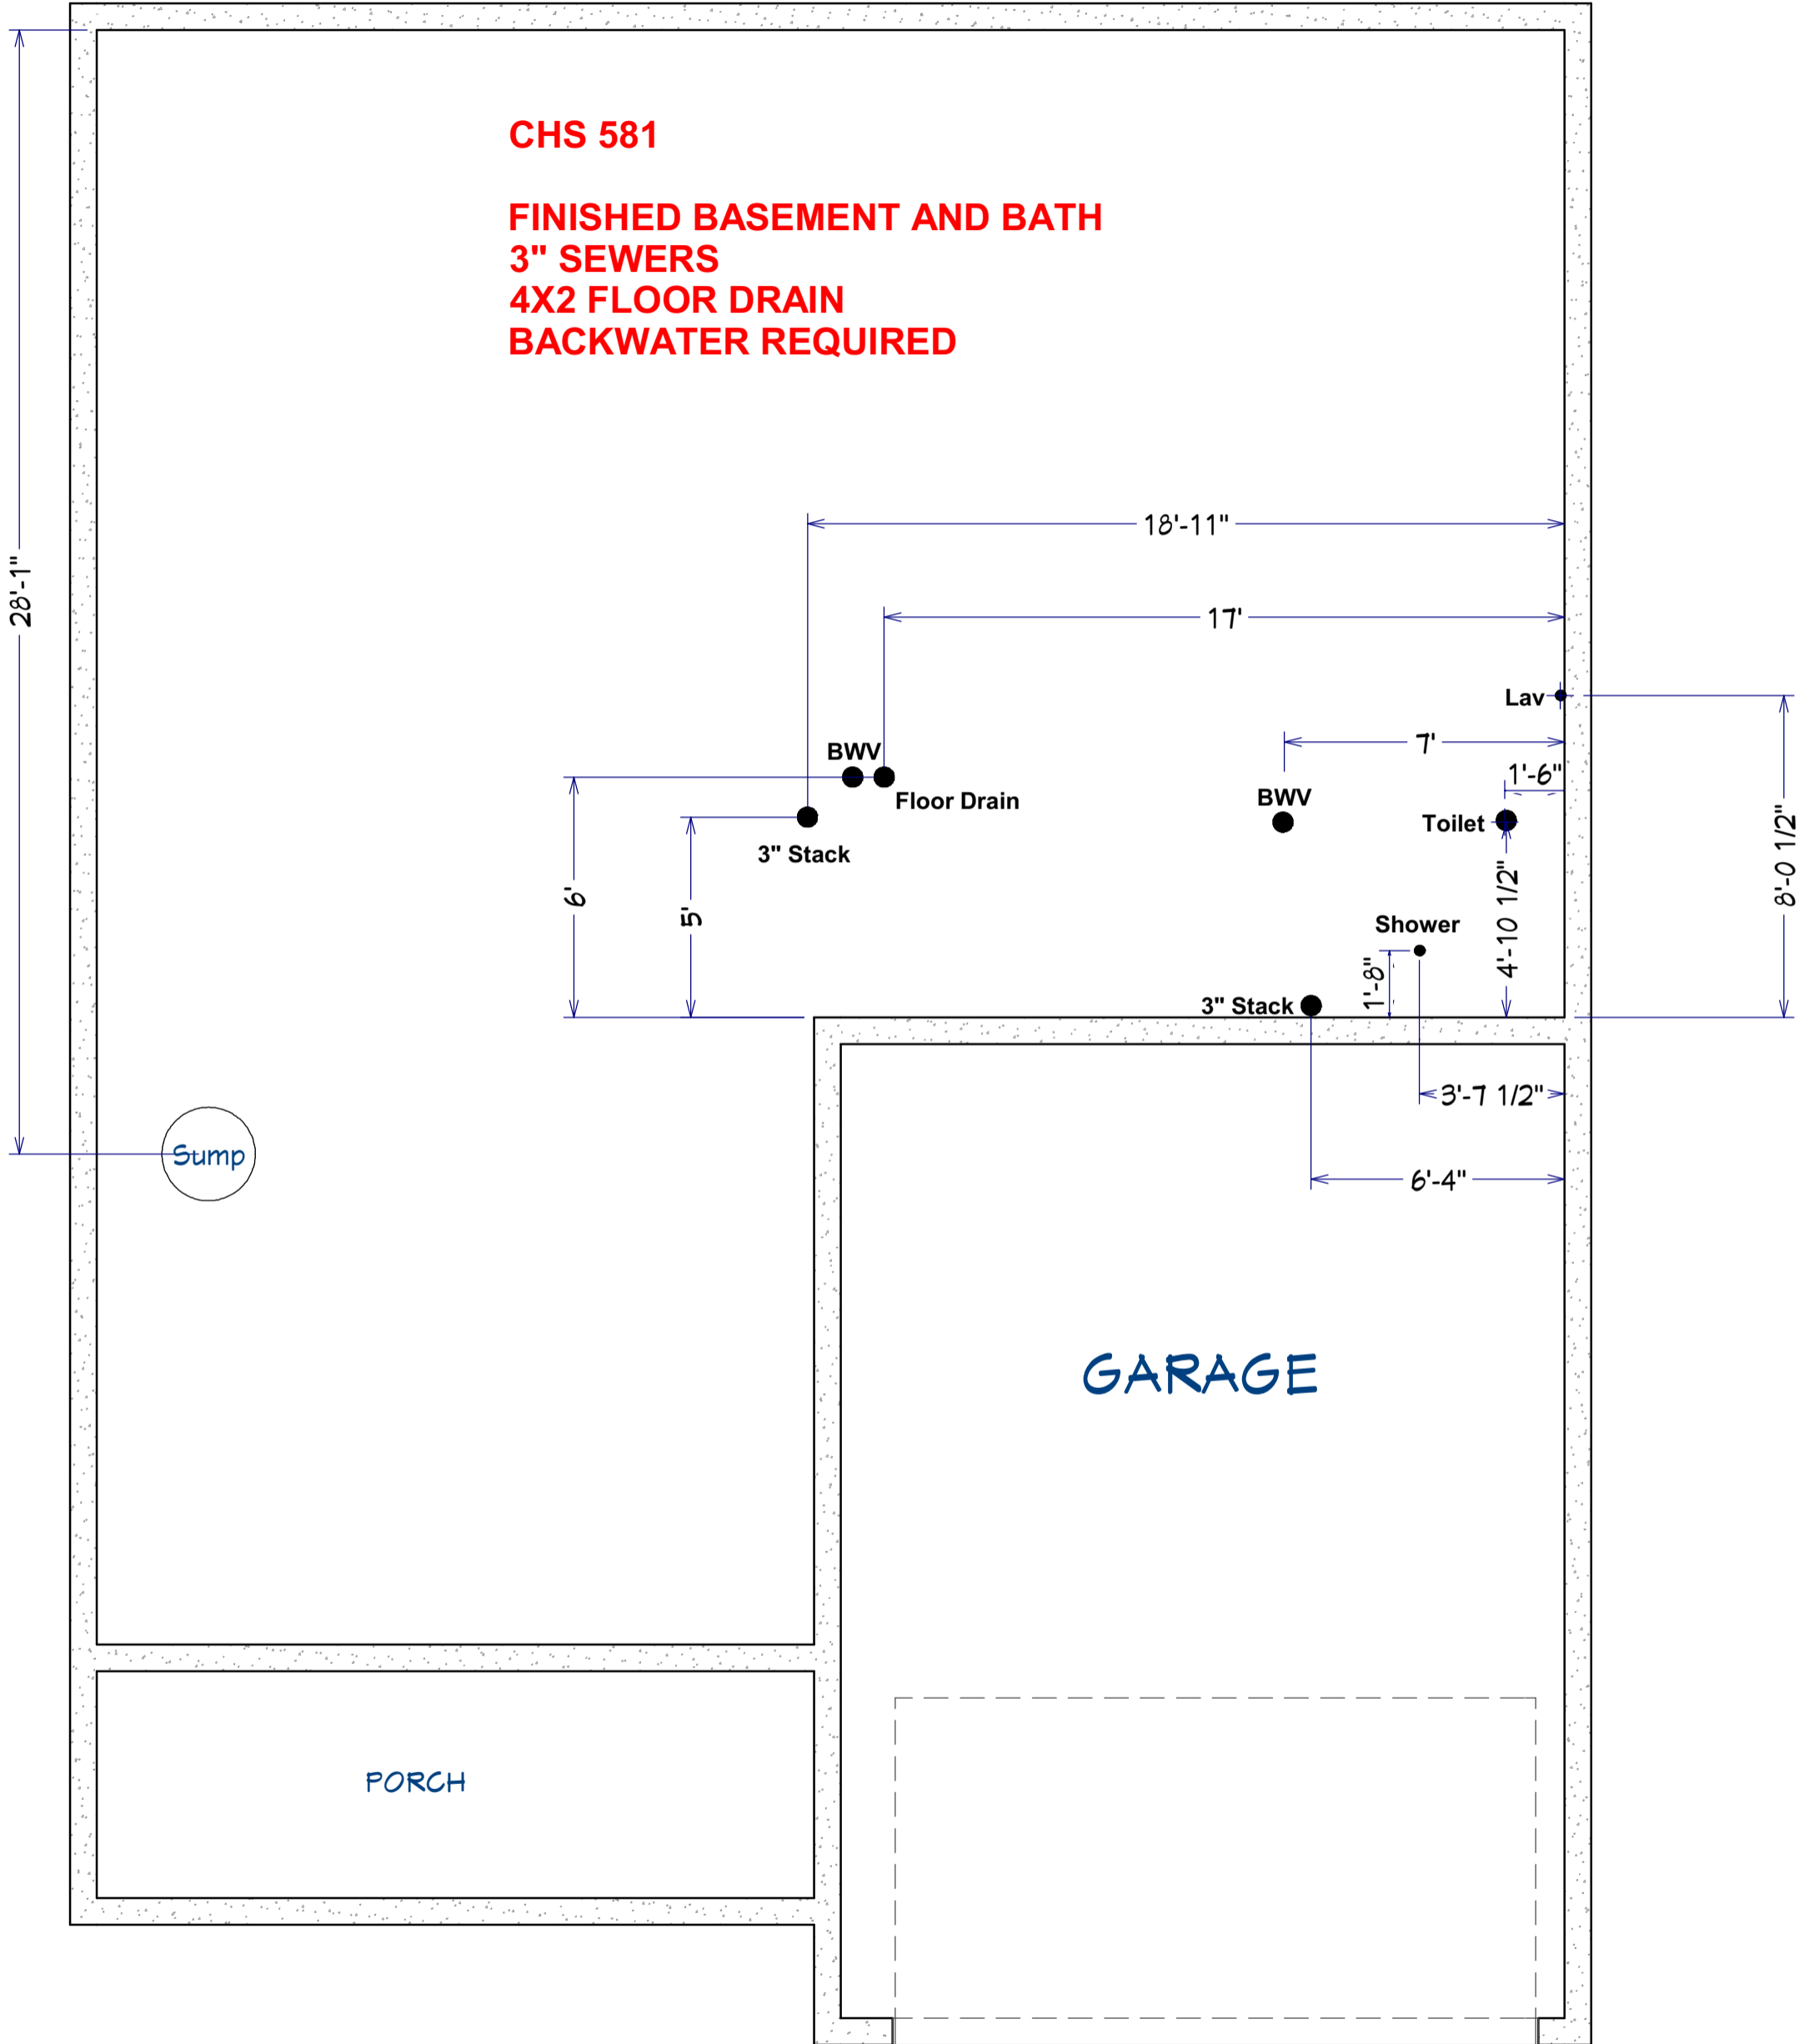 CHS 581
FINISHED BASEMENT AND BATH
3" SEWERS
4X2 FLOOR DRAIN
BACKWATER REQUIRED
18'-11"
28'-1"
17'
Lav
7'
BWV
1'-6"
Floor Drain
BWV
Toilet
3" Stack
8'-0 1/2"
6'
5'
4'-10 1/2"
Shower
1'-8"
3" Stack
3'-7 1/2"
Sump
6'-4"
GARAGE
PORCH